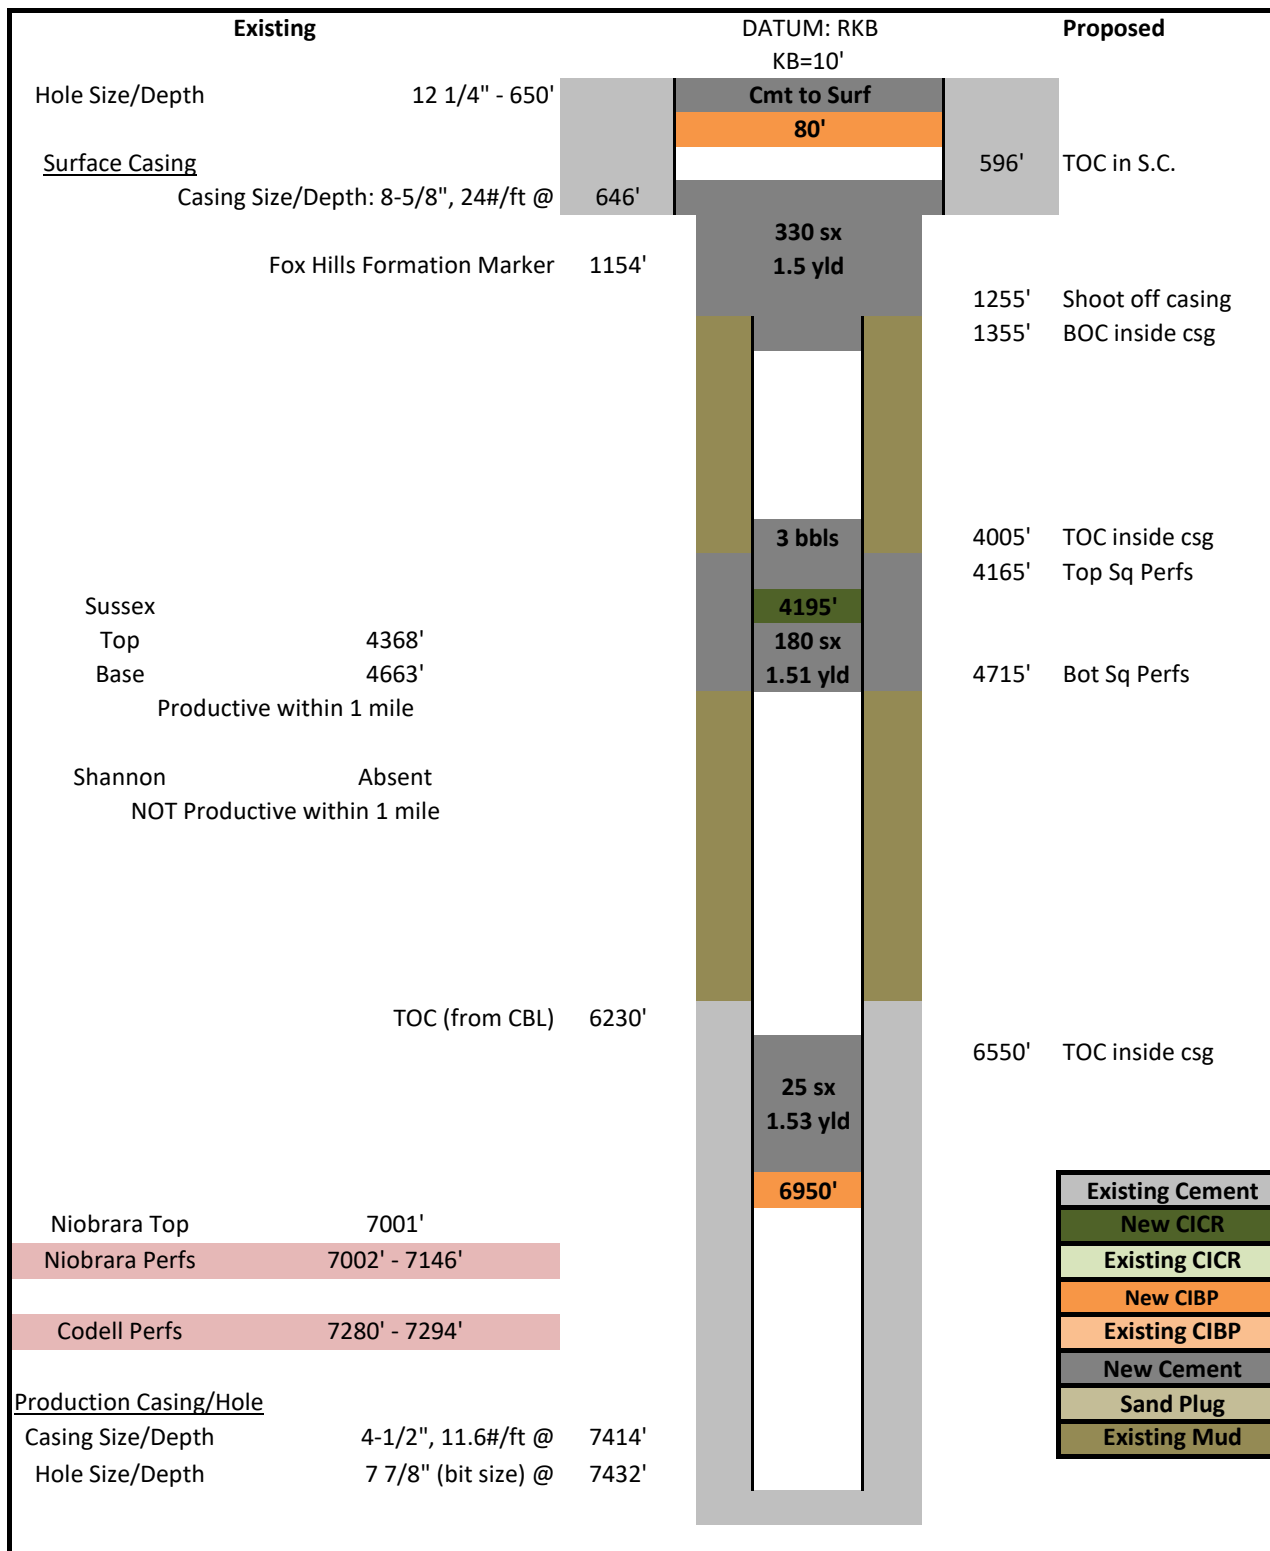 Existing DATUM: RKB Proposed
KB=10'
Hole Size/Depth 12 1/4" - 650' Cmt to Surf
80'
Surface Casing 596' TOC in S.C.
Casing Size/Depth: 8-5/8", 24#/ft @ 646'
330 sx
Fox Hills Formation Marker 1154' 1.5 yld
1255' Shoot off casing
1355' BOC inside csg
3 bbls 4005' TOC inside csg
4165' Top Sq Perfs
Sussex 4195'
Top 4368' 180 sx
Base 4663' 1.51 yld 4715' Bot Sq Perfs
Productive within 1 mile
Shannon Absent
NOT Productive within 1 mile
TOC (from CBL) 6230'
6550' TOC inside csg
25 sx
1.53 yld
6950' Existing Cement
Niobrara Top 7001' New CICR
Niobrara Perfs 7002' - 7146' Existing CICR
New CIBP
Codell Perfs 7280' - 7294' Existing CIBP
New Cement
Production Casing/Hole Sand Plug
Casing Size/Depth 4-1/2", 11.6#/ft @ 7414' Existing Mud
Hole Size/Depth 7 7/8" (bit size) @ 7432'